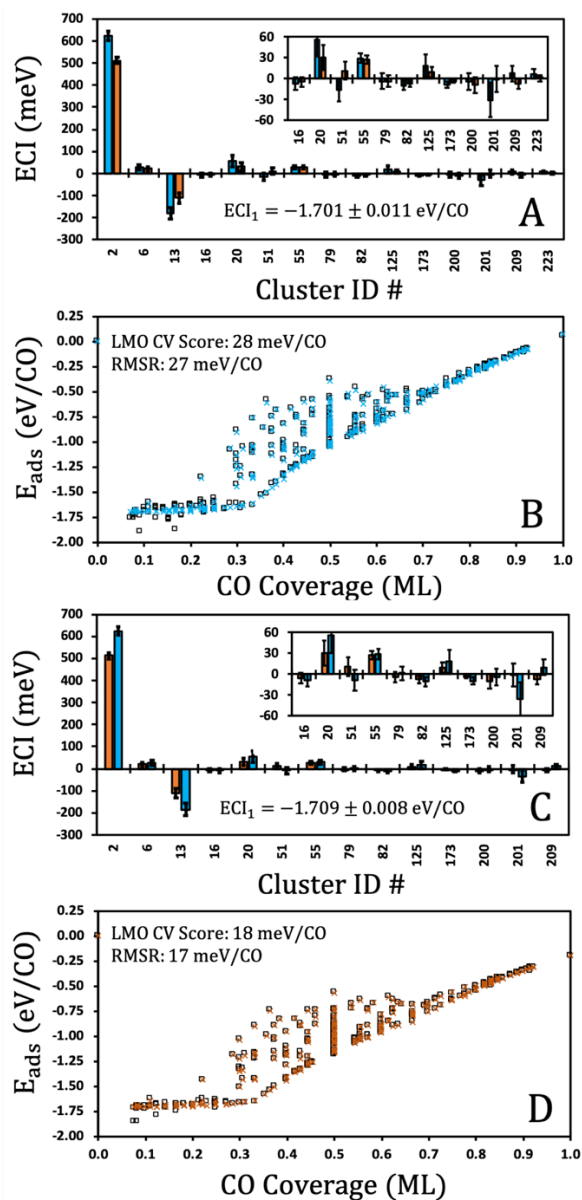 700
600
500
400
300
200
100
0
-100
-200
-300
ECI (meV)
60
30
0
-30
-60
16 20 51 55 79 82 125 173 200 201 209 223
ECI₁ = −1.701 ± 0.011 eV/CO
A
2 6 13 16 20 51 55 79 82 125 173 200 201 209 223
Cluster ID #
0.25
0.00
-0.25
-0.50
-0.75
-1.00
-1.25
-1.50
-1.75
-2.00
E_ads (eV/CO)
LMO CV Score: 28 meV/CO
RMSR: 27 meV/CO
B
0.0 0.1 0.2 0.3 0.4 0.5 0.6 0.7 0.8 0.9 1.0
CO Coverage (ML)
700
600
500
400
300
200
100
0
-100
-200
-300
ECI (meV)
60
30
0
-30
-60
16 20 51 55 79 82 125 173 200 201 209
ECI₁ = −1.709 ± 0.008 eV/CO
C
2 6 13 16 20 51 55 79 82 125 173 200 201 209
Cluster ID #
0.25
0.00
-0.25
-0.50
-0.75
-1.00
-1.25
-1.50
-1.75
-2.00
E_ads (eV/CO)
LMO CV Score: 18 meV/CO
RMSR: 17 meV/CO
D
0.0 0.1 0.2 0.3 0.4 0.5 0.6 0.7 0.8 0.9 1.0
CO Coverage (ML)